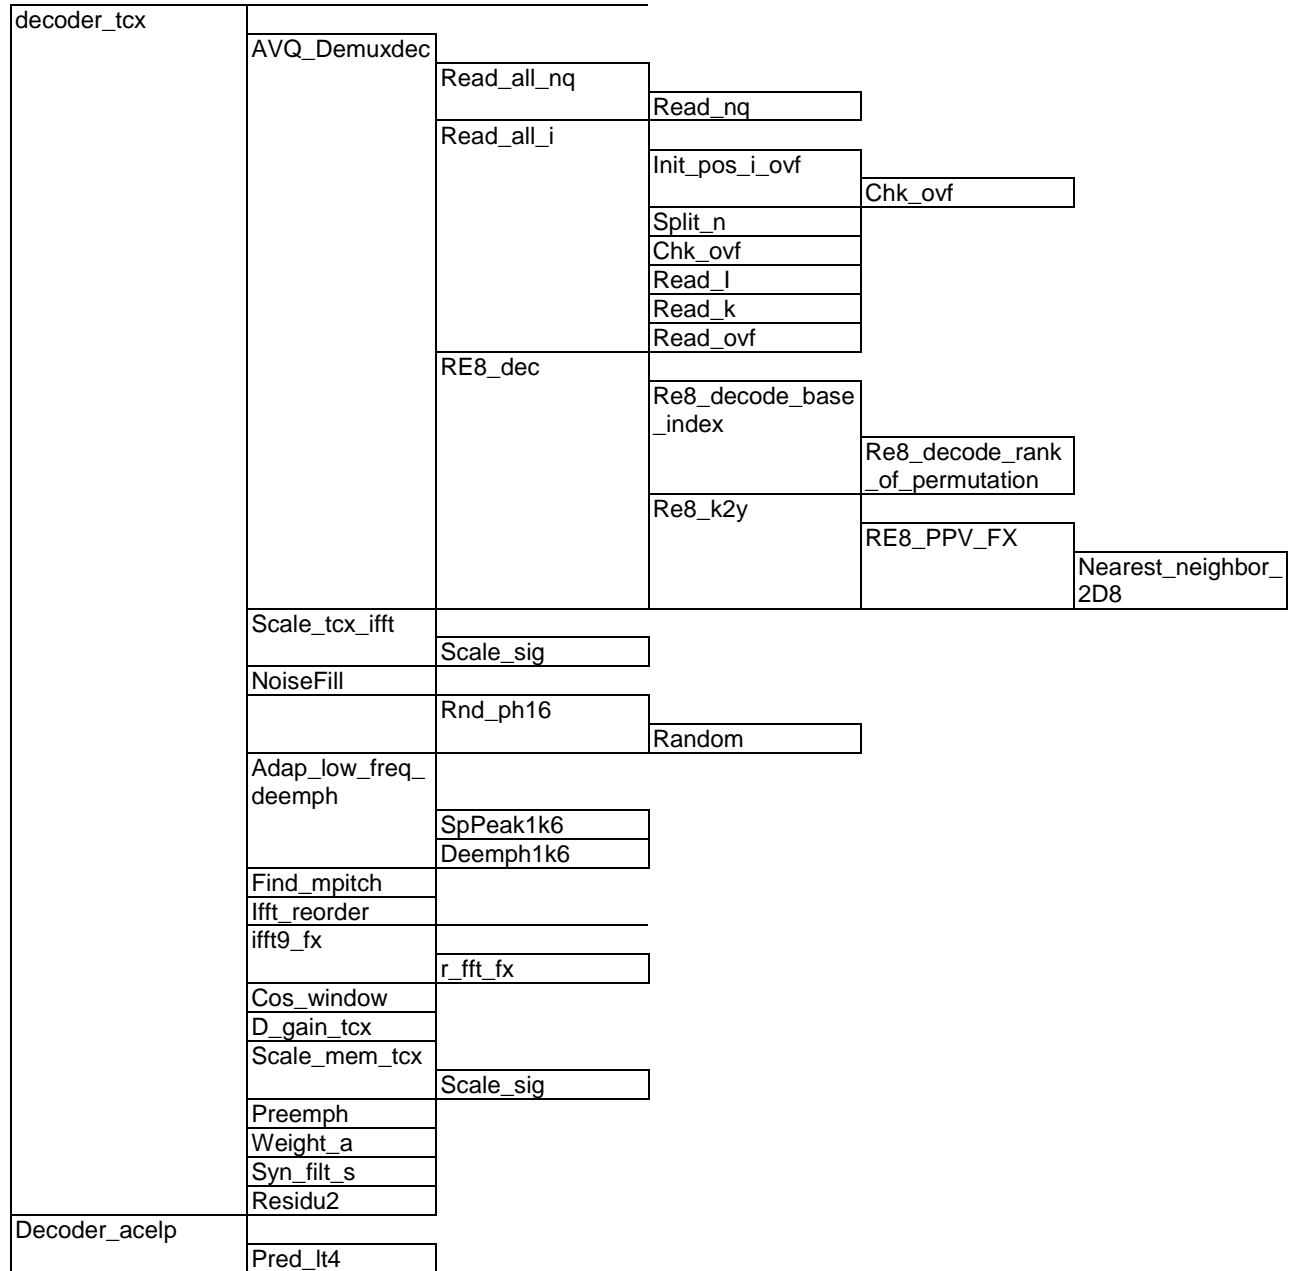 decoder_tcx
AVQ_Demuxdec
Read_all_nq
Read_nq
Read_all_i
Init_pos_i_ovf
Chk_ovf
Split_n
Chk_ovf
Read_I
Read_k
Read_ovf
RE8_dec
Re8_decode_base
_index
Re8_decode_rank
_of_permutation
Re8_k2y
RE8_PPV_FX
Nearest_neighbor_
2D8
Scale_tcx_ifft
Scale_sig
NoiseFill
Rnd_ph16
Random
Adap_low_freq_
deemph
SpPeak1k6
Deemph1k6
Find_mpitch
Ifft_reorder
ifft9_fx
r_fft_fx
Cos_window
D_gain_tcx
Scale_mem_tcx
Scale_sig
Preemph
Weight_a
Syn_filt_s
Residu2
Decoder_acelp
Pred_lt4